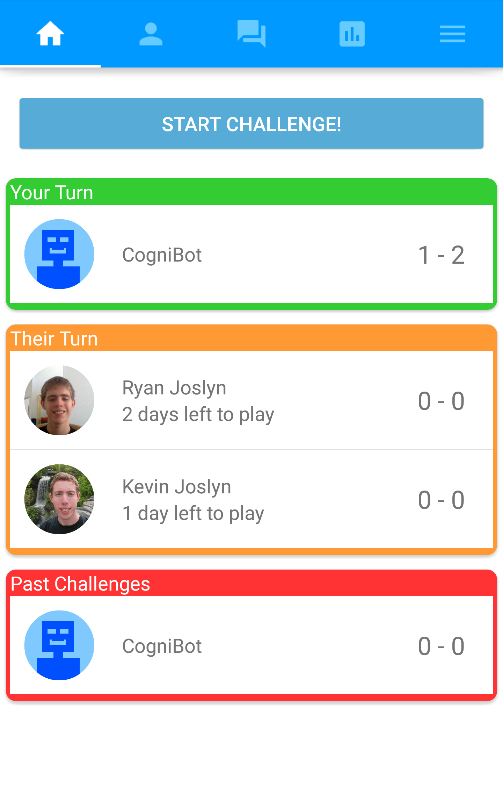 START CHALLENGE!
Your Turn
CogniBot
1 - 2
Their Turn
Ryan Joslyn
2 days left to play
0 - 0
Kevin Joslyn
1 day left to play
0 - 0
Past Challenges
CogniBot
0 - 0